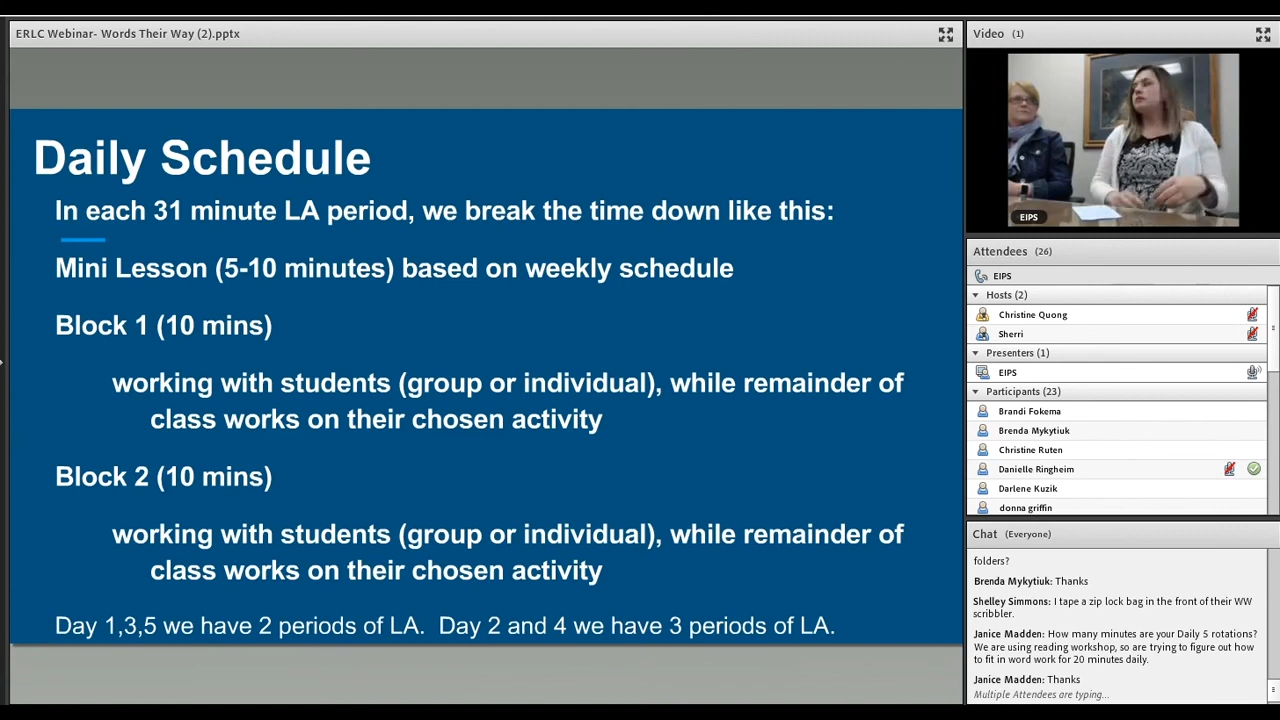 ERLC Webinar- Words Their Way (2).pptx
Daily Schedule
In each 31 minute LA period, we break the time down like this:
Mini Lesson (5-10 minutes) based on weekly schedule
Block 1 (10 mins)
working with students (group or individual), while remainder of
class works on their chosen activity
Block 2 (10 mins)
working with students (group or individual), while remainder of
class works on their chosen activity
Day 1,3,5 we have 2 periods of LA.  Day 2 and 4 we have 3 periods of LA.
Video (1)
EIPS
Attendees (26)
EIPS
Hosts (2)
Christine Quong
Sherri
Presenters (1)
EIPS
Participants (23)
Brandi Fokema
Brenda Mykytiuk
Christine Ruten
Danielle Ringheim
Darlene Kuzik
donna griffin
Chat (Everyone)
folders?
Brenda Mykytiuk: Thanks
Shelley Simmons: I tape a zip lock bag in the front of their WW
scribbler.
Janice Madden: How many minutes are your Daily 5 rotations?
We are using reading workshop, so are trying to figure out how
to fit in word work for 20 minutes daily.
Janice Madden: Thanks
Multiple Attendees are typing...